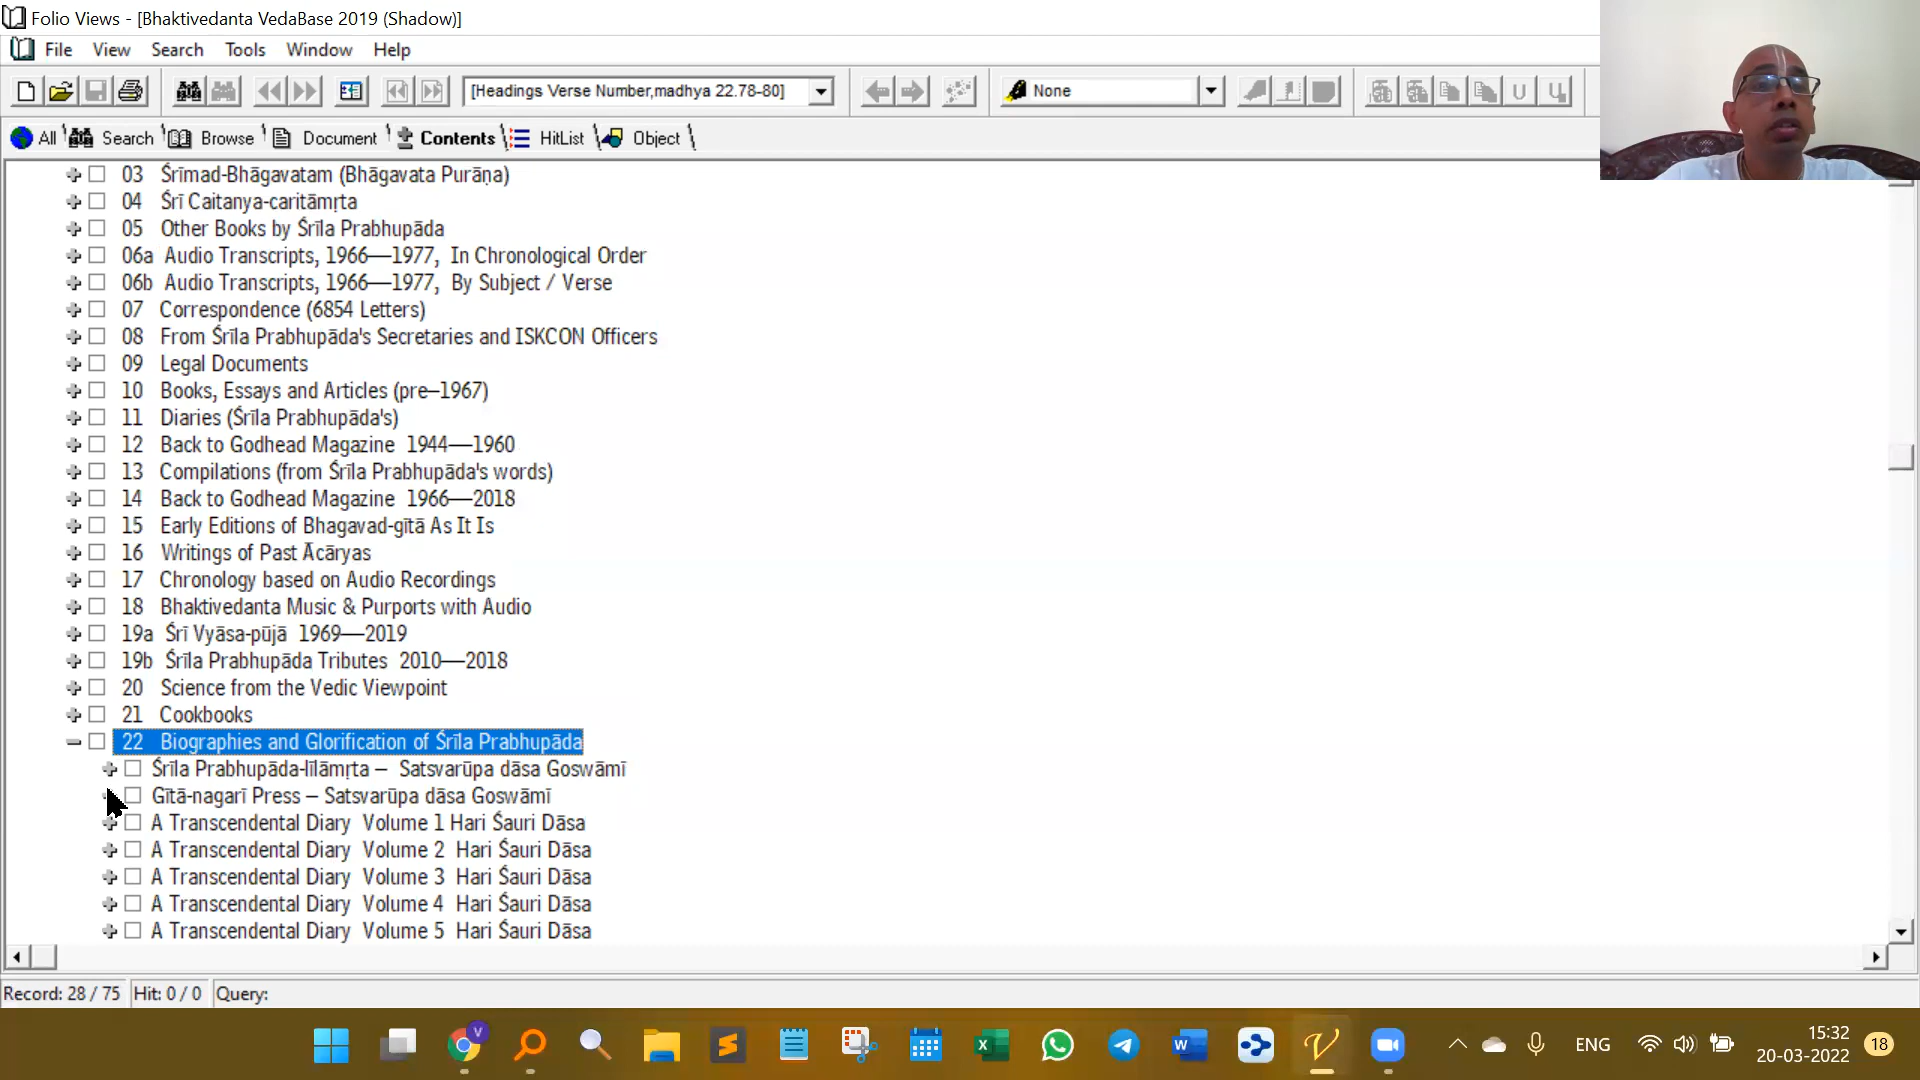 Folio Views - [Bhaktivedanta VedaBase 2019 (Shadow)]
File View Search Tools Window Help
[Headings Verse Number,madhya 22.78-80] None
All Search Browse Document Contents HitList Object
03 Śrīmad-Bhāgavatam (Bhāgavata Purāṇa)
04 Śrī Caitanya-caritāmṛta
05 Other Books by Śrīla Prabhupāda
06a Audio Transcripts, 1966—1977, In Chronological Order
06b Audio Transcripts, 1966—1977, By Subject / Verse
07 Correspondence (6854 Letters)
08 From Śrīla Prabhupāda's Secretaries and ISKCON Officers
09 Legal Documents
10 Books, Essays and Articles (pre–1967)
11 Diaries (Śrīla Prabhupāda's)
12 Back to Godhead Magazine 1944—1960
13 Compilations (from Śrīla Prabhupāda's words)
14 Back to Godhead Magazine 1966—2018
15 Early Editions of Bhagavad-gītā As It Is
16 Writings of Past Ācāryas
17 Chronology based on Audio Recordings
18 Bhaktivedanta Music & Purports with Audio
19a Śrī Vyāsa-pūjā 1969—2019
19b Śrīla Prabhupāda Tributes 2010—2018
20 Science from the Vedic Viewpoint
21 Cookbooks
22 Biographies and Glorification of Śrīla Prabhupāda
Śrīla Prabhupāda-līlāmṛta – Satsvarūpa dāsa Goswāmī
Gītā-nagarī Press – Satsvarūpa dāsa Goswāmī
A Transcendental Diary Volume 1 Hari Śauri Dāsa
A Transcendental Diary Volume 2 Hari Śauri Dāsa
A Transcendental Diary Volume 3 Hari Śauri Dāsa
A Transcendental Diary Volume 4 Hari Śauri Dāsa
A Transcendental Diary Volume 5 Hari Śauri Dāsa
Record: 28 / 75 Hit: 0 / 0 Query:
ENG
15:32
20-03-2022
18